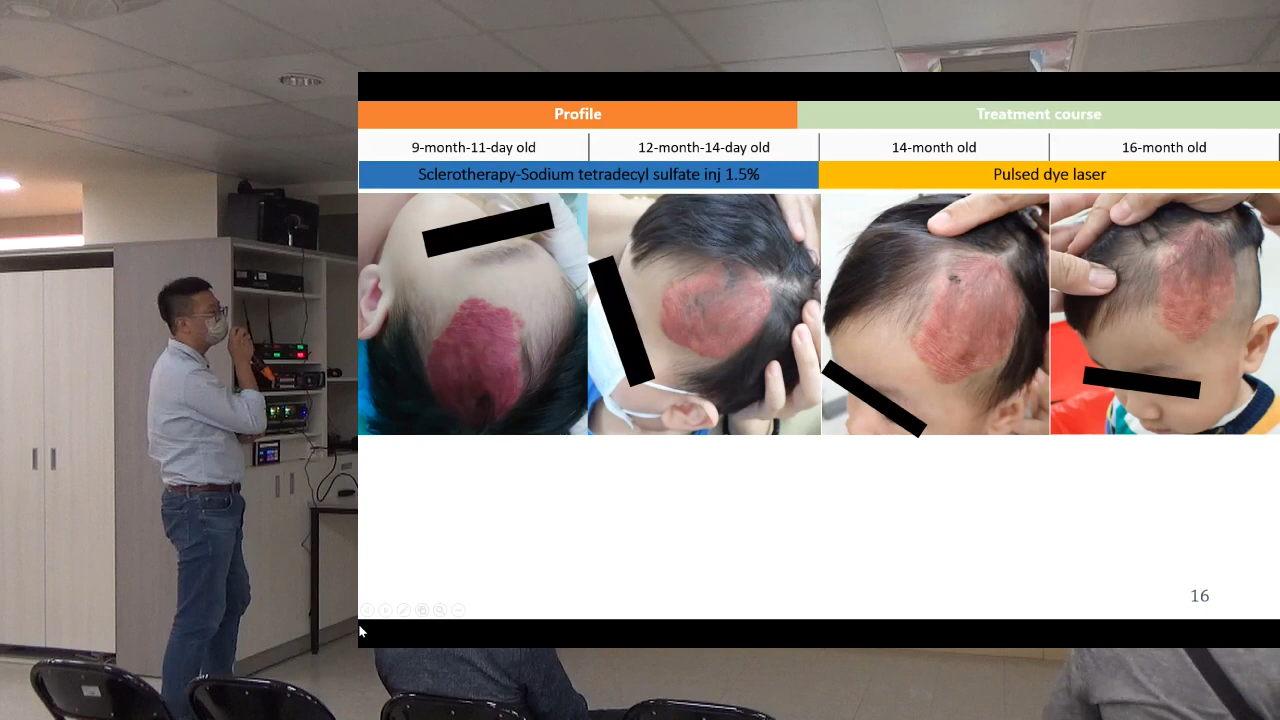 Profile
Treatment course
9-month-11-day old
12-month-14-day old
14-month old
16-month old
Sclerotherapy-Sodium tetradecyl sulfate inj 1.5%
Pulsed dye laser
16